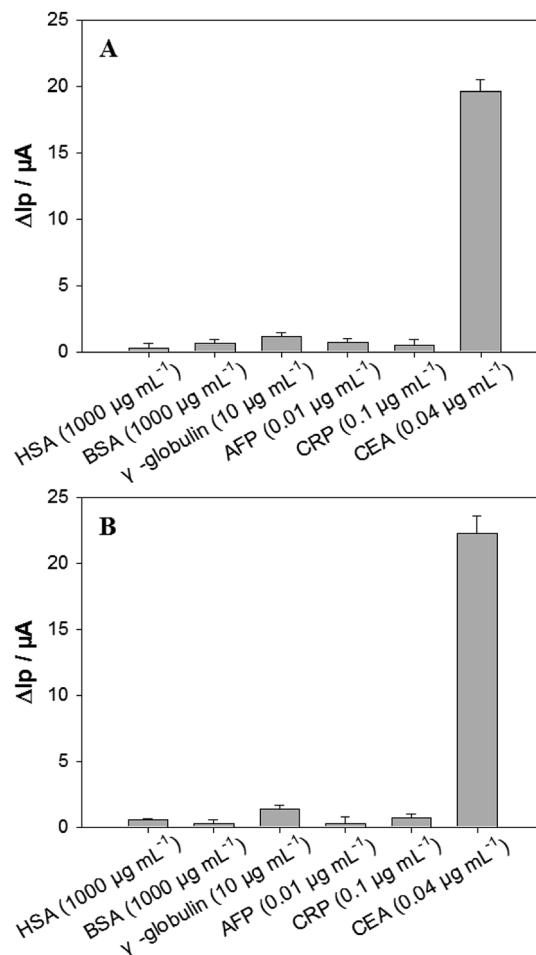 A
25
20
15
10
5
0
ΔIp / µA
HSA (1000 µg mL⁻¹)
BSA (1000 µg mL⁻¹)
γ -globulin (10 µg mL⁻¹)
AFP (0.01 µg mL⁻¹)
CRP (0.1 µg mL⁻¹)
CEA (0.04 µg mL⁻¹)
B
25
20
15
10
5
0
ΔIp / µA
HSA (1000 µg mL⁻¹)
BSA (1000 µg mL⁻¹)
γ -globulin (10 µg mL⁻¹)
AFP (0.01 µg mL⁻¹)
CRP (0.1 µg mL⁻¹)
CEA (0.04 µg mL⁻¹)